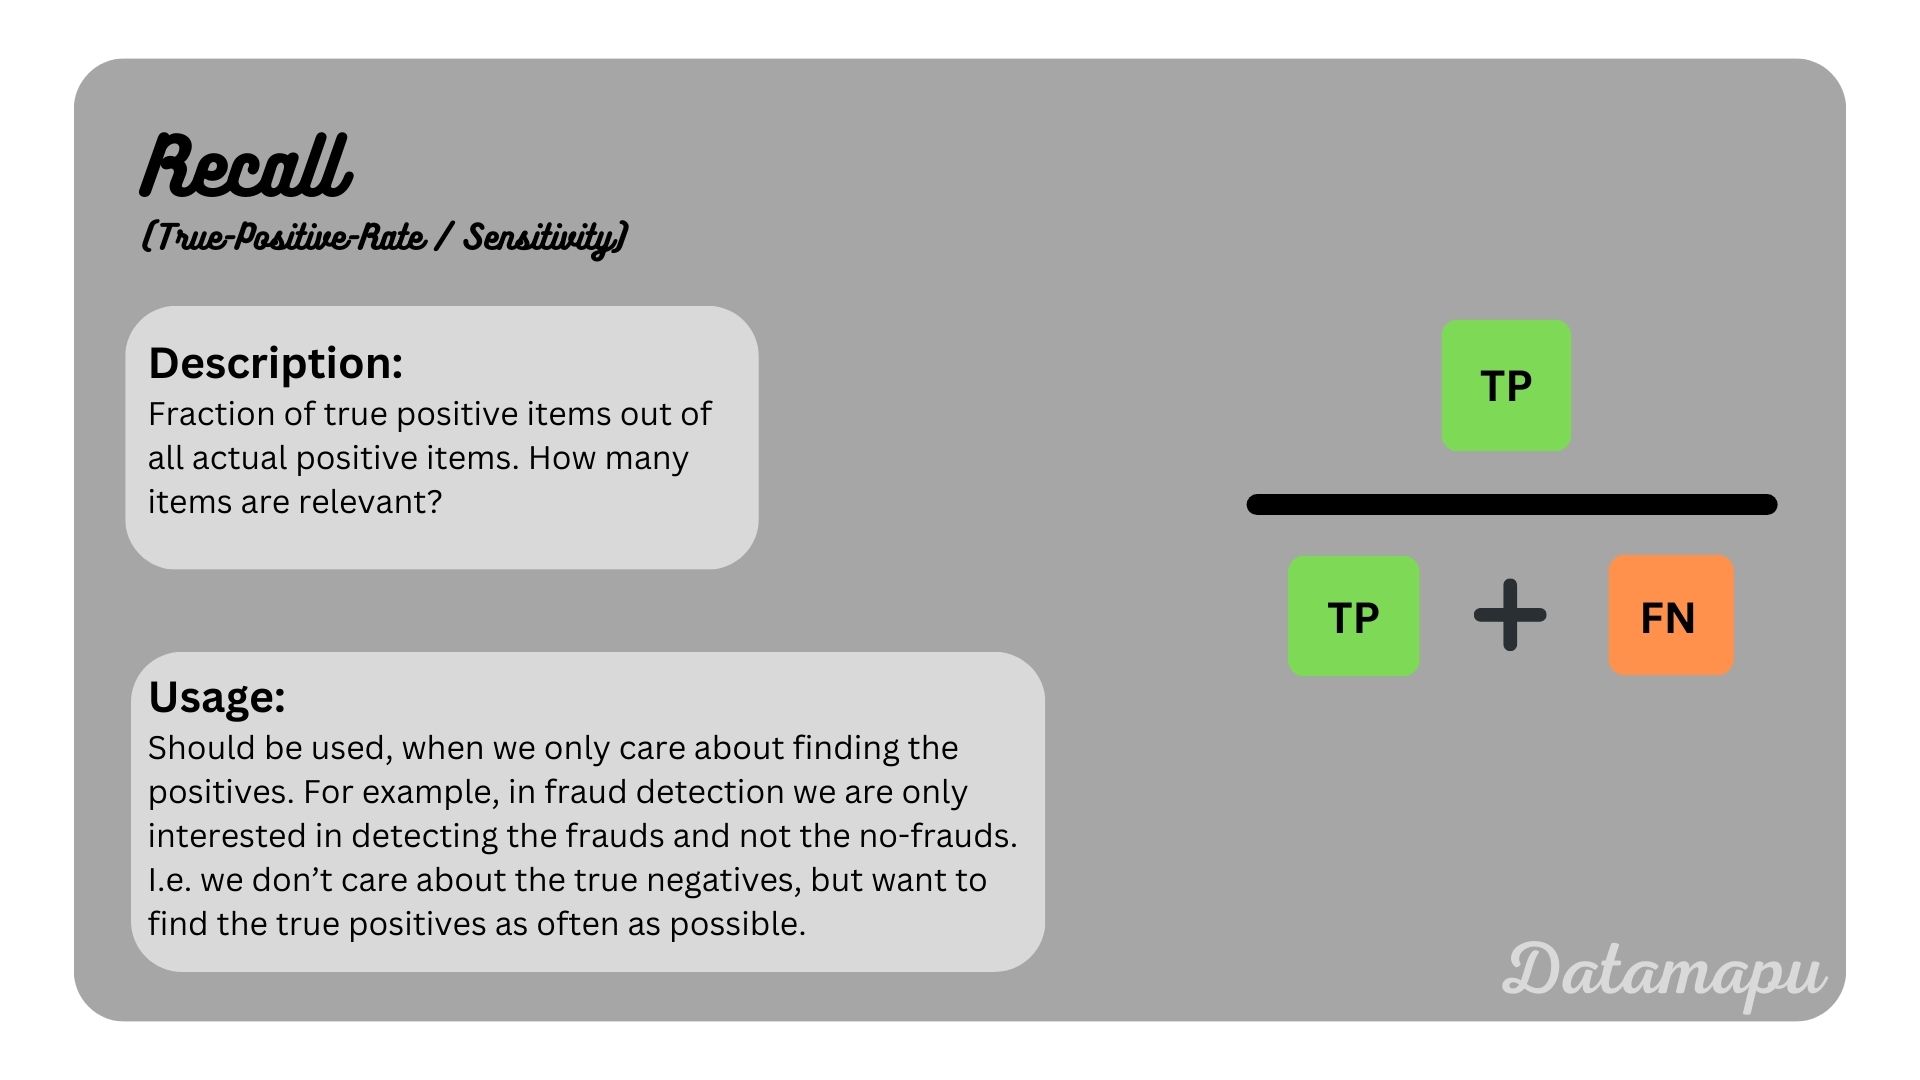 Recall
(True-Positive-Rate / Sensitivity)
Description:
Fraction of true positive items out of
all actual positive items. How many
items are relevant?
TP
TP + FN
Usage:
Should be used, when we only care about finding the
positives. For example, in fraud detection we are only
interested in detecting the frauds and not the no-frauds.
I.e. we don’t care about the true negatives, but want to
find the true positives as often as possible.
Datamapu